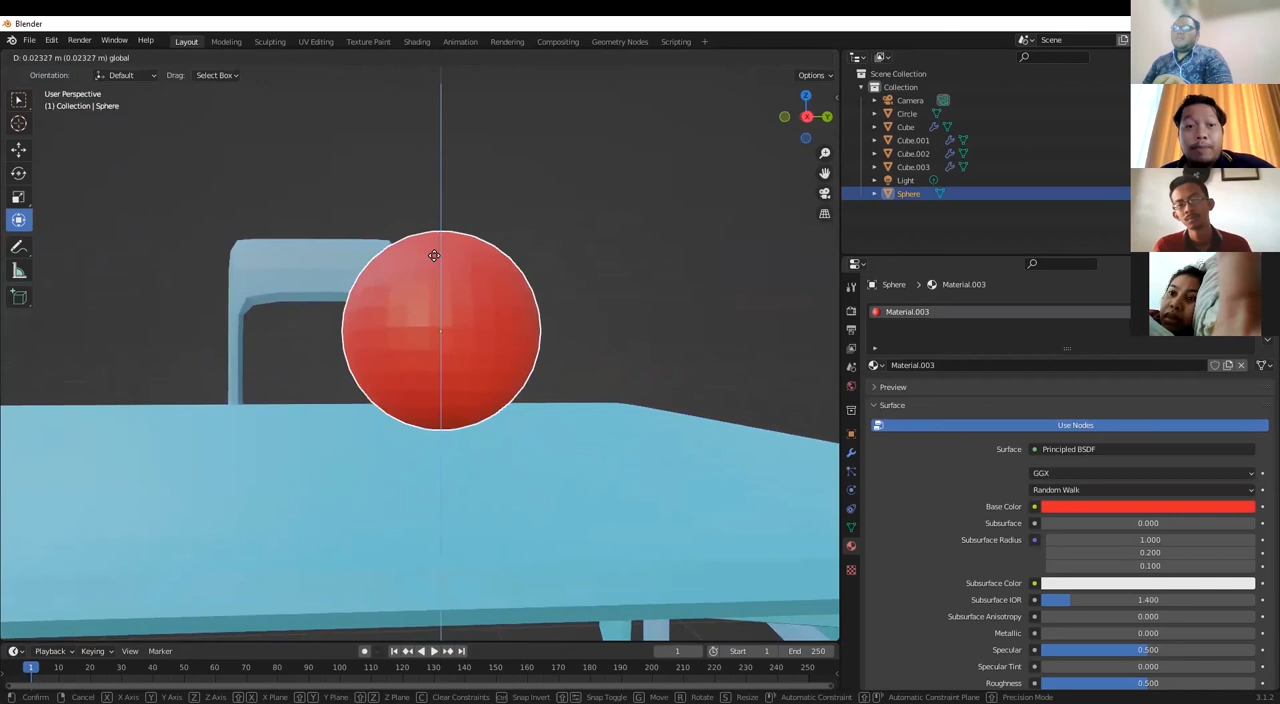 Blender
File Edit Render Window Help Layout Modeling Sculpting UV Editing Texture Paint Shading Animation Rendering Compositing Geometry Nodes Scripting + Scene
D: 0.02327 m (0.02327 m) global
Orientation: Default Drag: Select Box Options
User Perspective
(1) Collection | Sphere
Z
X
Y
Scene Collection
Collection
Camera
Circle
Cube
Cube.001
Cube.002
Cube.003
Light
Sphere
Sphere > Material.003
Material.003
Material.003
Preview
Surface
Use Nodes
Surface Principled BSDF
GGX
Random Walk
Base Color
Subsurface 0.000
Subsurface Radius 1.000
0.200
0.100
Subsurface Color
Subsurface IOR 1.400
Subsurface Anisotropy 0.000
Metallic 0.000
Specular 0.500
Specular Tint 0.000
Roughness 0.500
Playback Keying View Marker 1 Start 1 End 250
1 10 20 30 40 50 60 70 80 90 100 110 120 130 140 150 160 170 180 190 200 210 220 230 240 250
Confirm Cancel X X Axis Y Y Axis Z Z Axis X X Plane Y Y Plane Z Z Plane C Clear Constraints Snap Invert Snap Toggle G Move R Rotate S Resize Automatic Constraint Automatic Constraint Plane Precision Mode 3.1.2